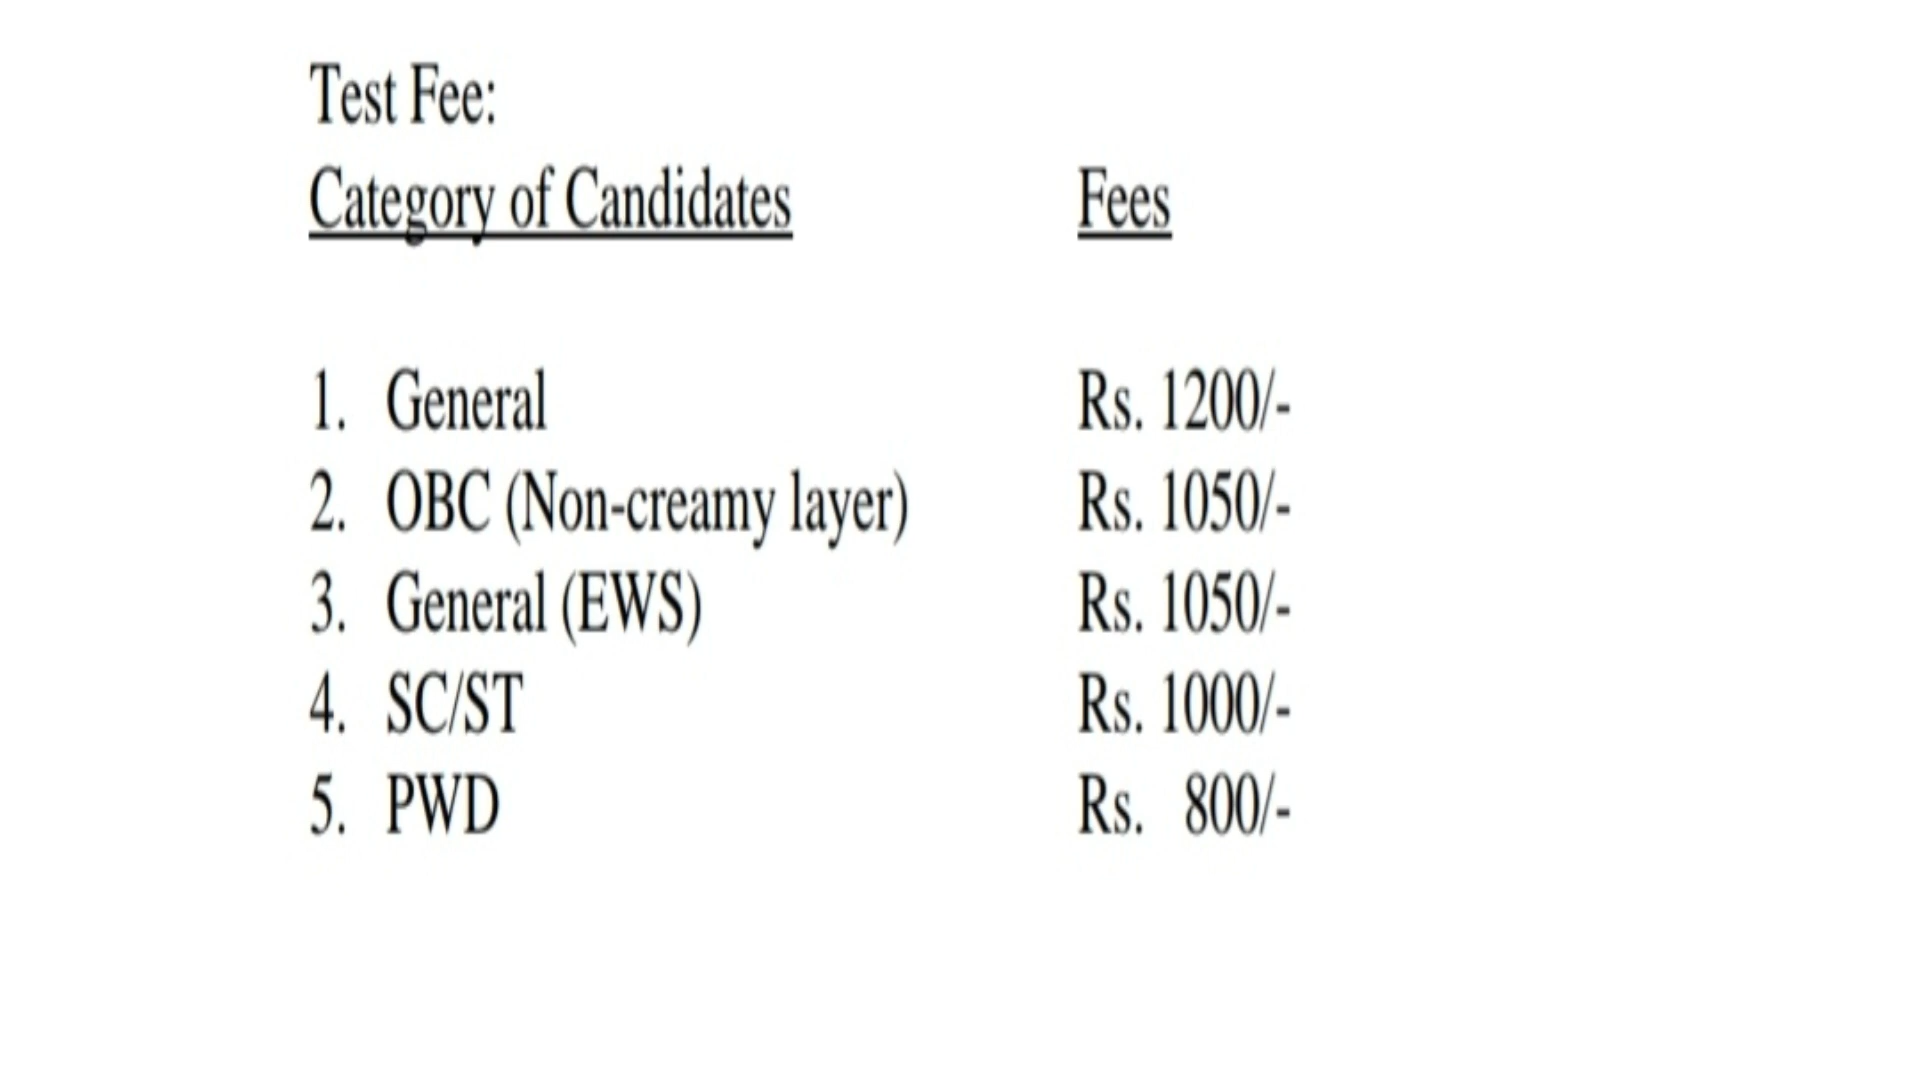 Test Fee:
Category of Candidates Fees
1. General Rs. 1200/-
2. OBC (Non-creamy layer) Rs. 1050/-
3. General (EWS) Rs. 1050/-
4. SC/ST Rs. 1000/-
5. PWD Rs. 800/-